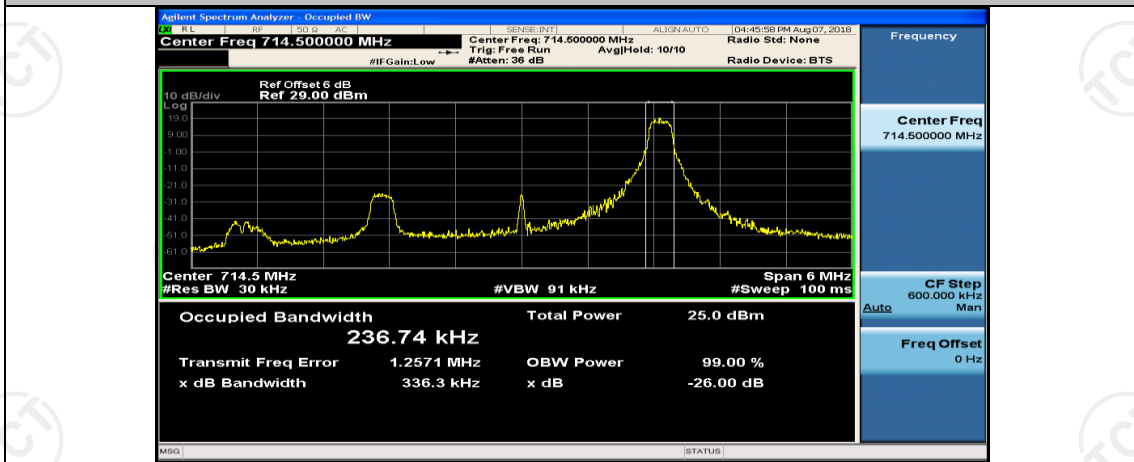 Agilent Spectrum Analyzer - Occupied BW
LXI RL RF 50 Ω AC SENSE:INT ALIGN AUTO 04:45:58 PM Aug 07, 2018
Center Freq 714.500000 MHz
Center Freq: 714.500000 MHz
Radio Std: None
Trig: Free Run Avg|Hold: 10/10
#IFGain:Low #Atten: 36 dB Radio Device: BTS
Frequency
Ref Offset 6 dB
10 dB/div Ref 29.00 dBm
Log
19.0
9.00
-1.00
-11.0
-21.0
-31.0
-41.0
-51.0
-61.0
Center 714.5 MHz Span 6 MHz
#Res BW 30 kHz #VBW 91 kHz #Sweep 100 ms
Center Freq
714.500000 MHz
CF Step
600.000 kHz
Auto Man
Freq Offset
0 Hz
Occupied Bandwidth Total Power 25.0 dBm
236.74 kHz
Transmit Freq Error 1.2571 MHz OBW Power 99.00 %
x dB Bandwidth 336.3 kHz x dB -26.00 dB
MSG STATUS
TCT
TCT
TCT
TCT